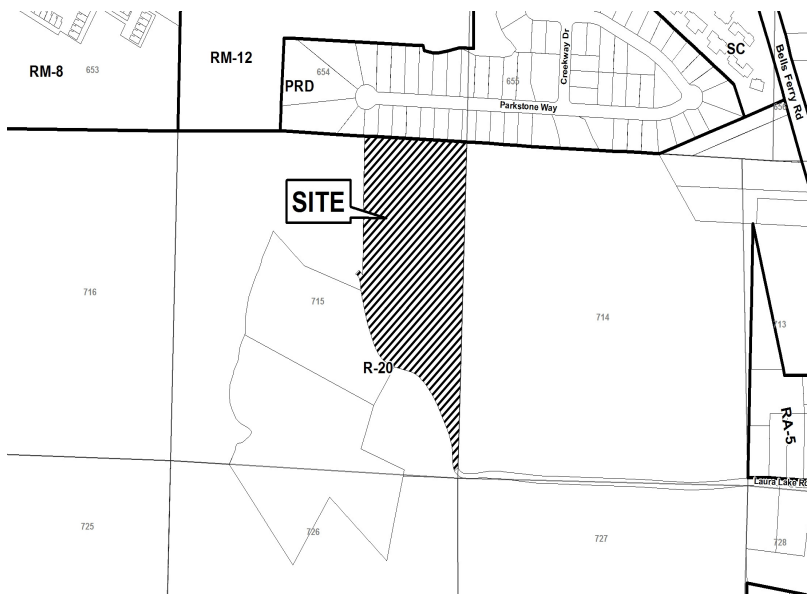 RM-8
653
RM-12
654
PRD
655
Creekway Dr
Parkstone Way
SC
Bells Ferry Rd
656
SITE
716
715
714
713
R-20
RA-5
Laura Lake Rd
725
726
727
728